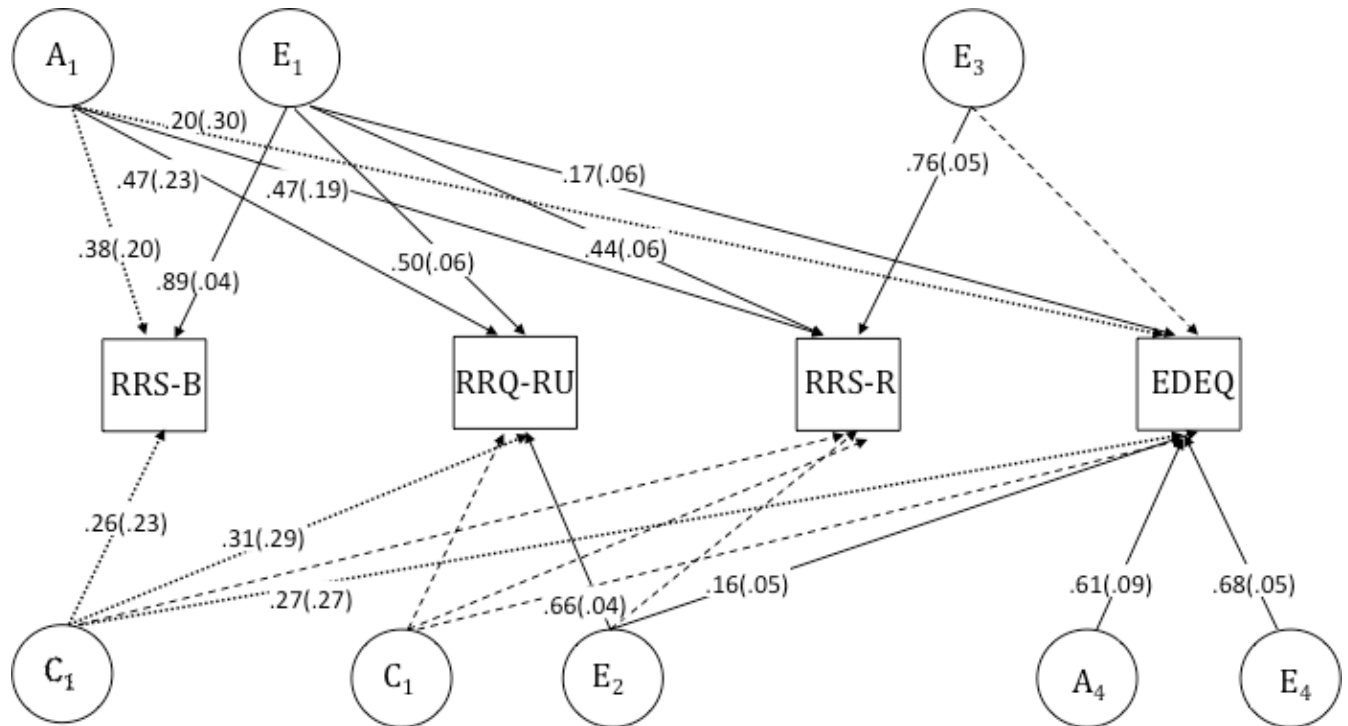 A1 E1 E3
.20(.30)
.47(.23) .47(.19) .17(.06) .76(.05)
.38(.20) .89(.04) .50(.06) .44(.06)
RRS-B RRQ-RU RRS-R EDEQ
.26(.23) .31(.29)
.27(.27) .66(.04) .16(.05) .61(.09) .68(.05)
C1 C1 E2 A4 E4